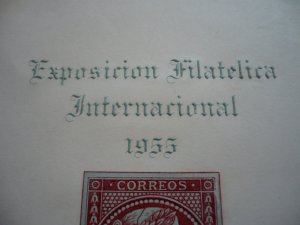 Exposicion Filatelica
Internacional
1955
CORREOS